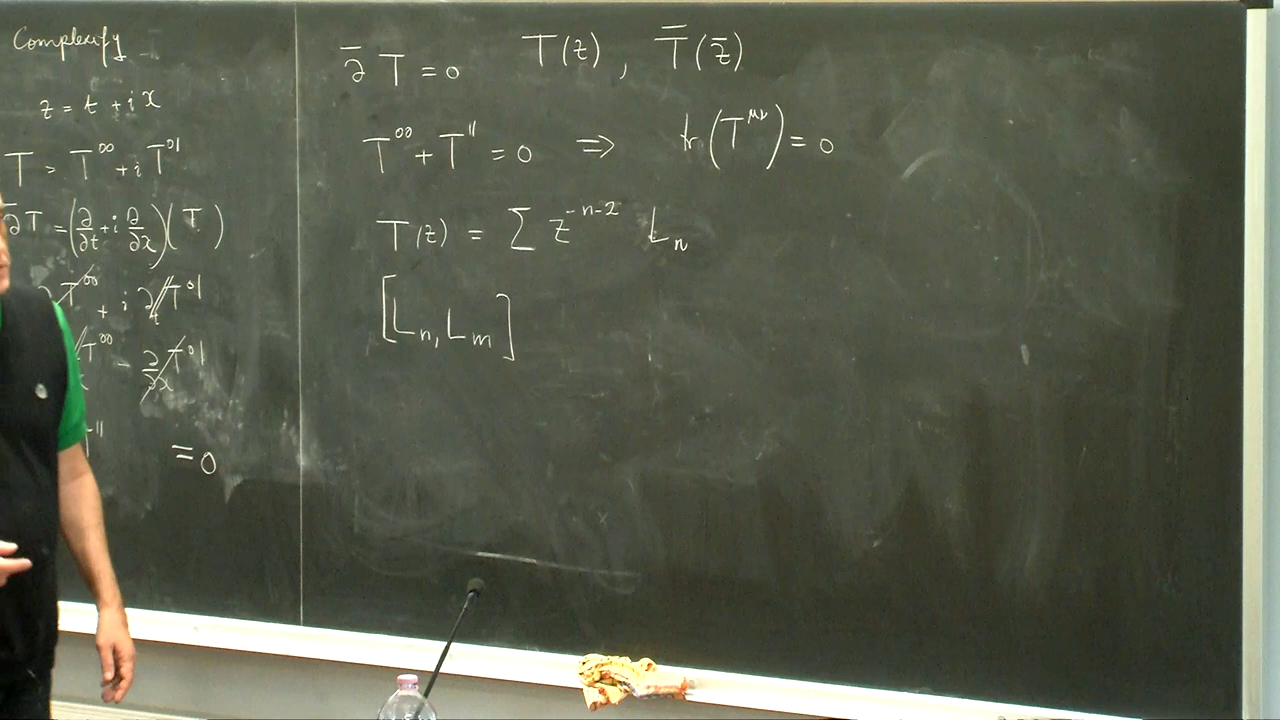 Complexify
z = t + i x
T = T⁰⁰ + i T⁰¹
∂̄T = (∂/∂t + i ∂/∂x)(T)
T⁰⁰ + i ∂/∂t T⁰¹
T⁰⁰ - ∂/∂x T⁰¹
= 0
∂̄ T = 0 T(z), T̄(z̄)
T⁰⁰ + T¹¹ = 0 ⇒ tr(T^{μν}) = 0
T(z) = Σ z^{-n-2} L_n
[L_n, L_m]